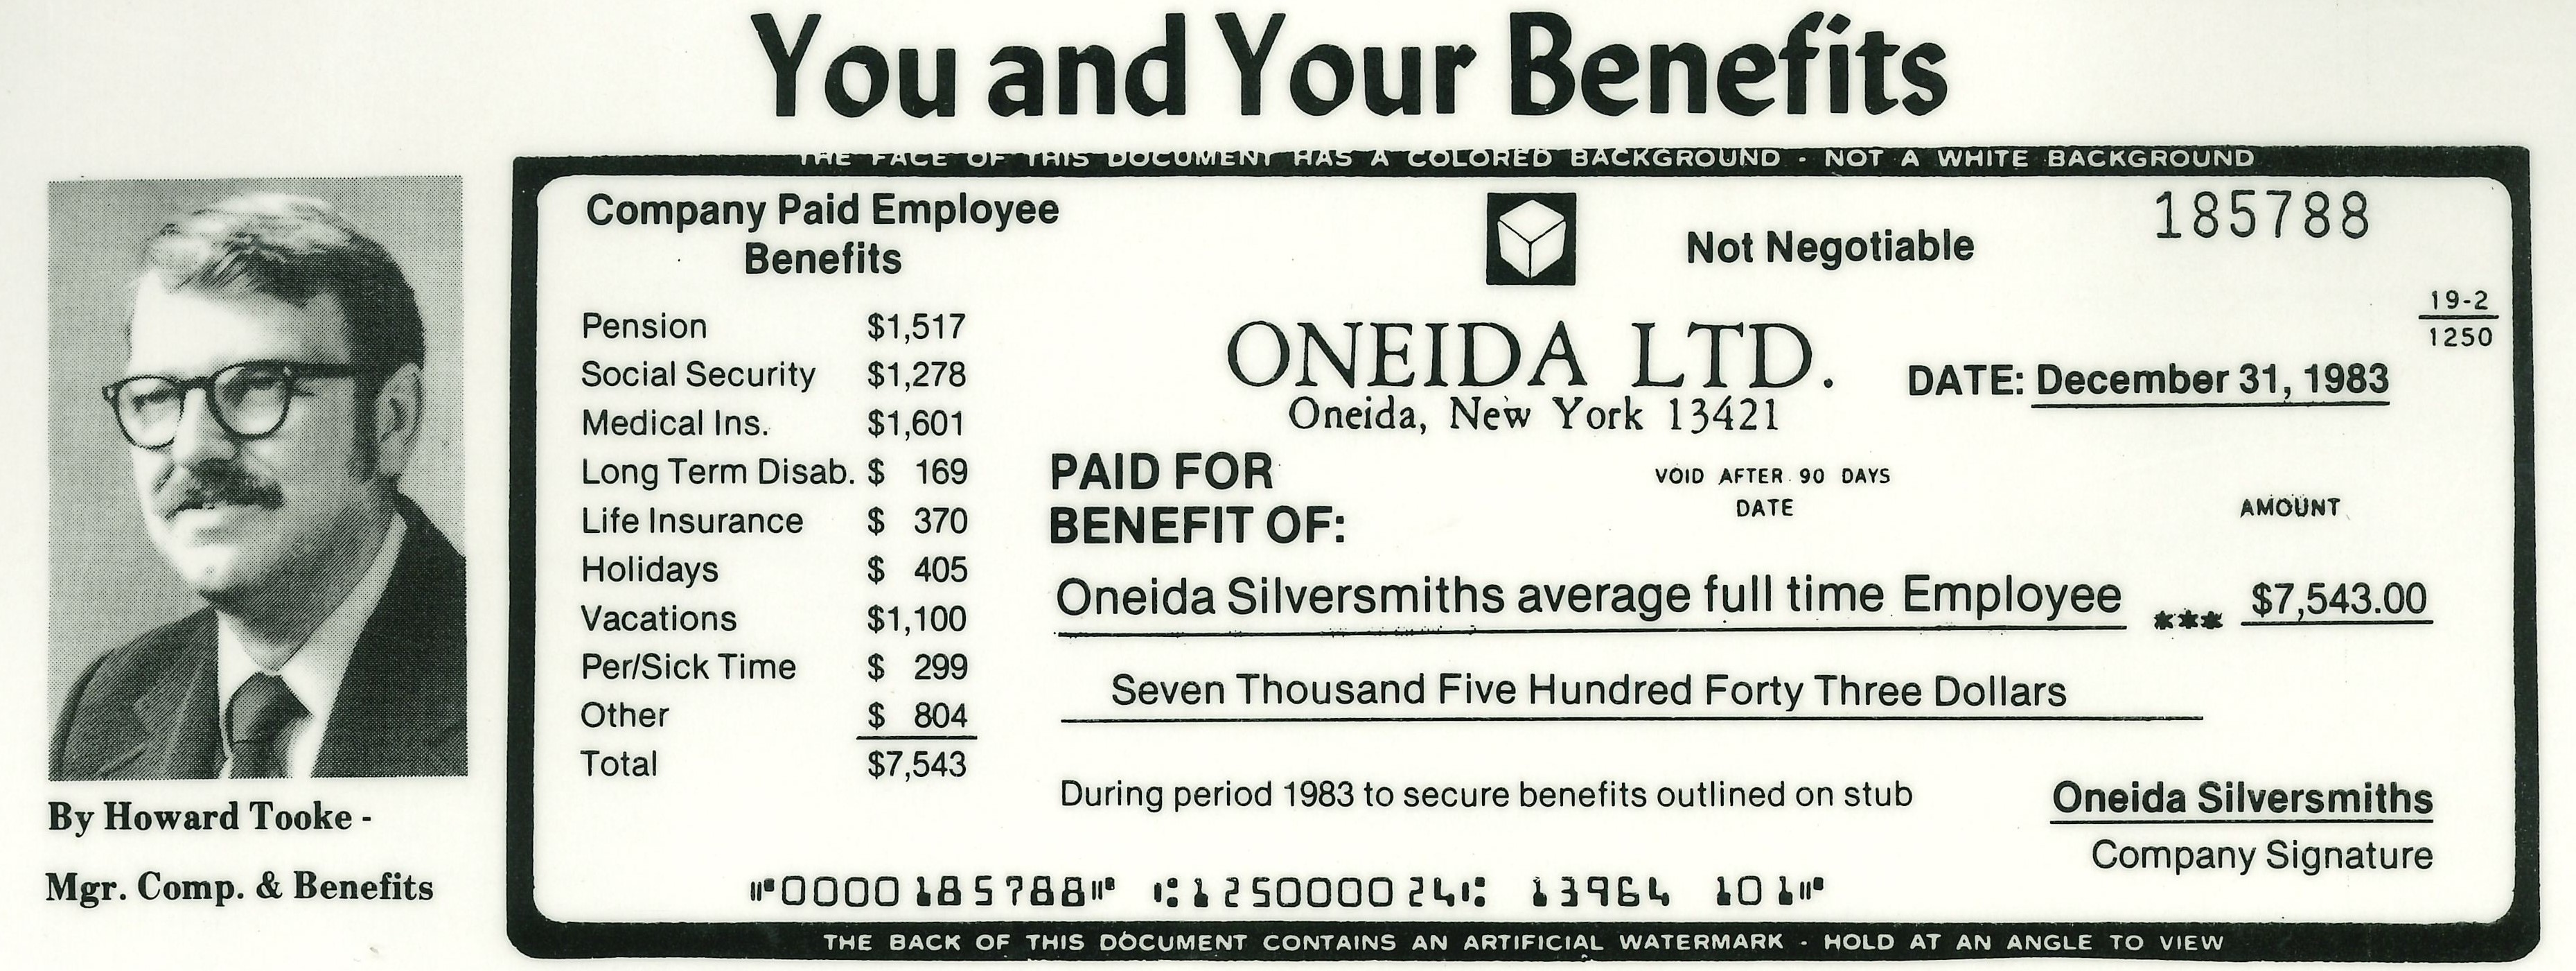 You and Your Benefits
THE FACE OF THIS DOCUMENT HAS A COLORED BACKGROUND · NOT A WHITE BACKGROUND
Company Paid Employee
Benefits
Pension $1,517
Social Security $1,278
Medical Ins. $1,601
Long Term Disab. $ 169
Life Insurance $ 370
Holidays $ 405
Vacations $1,100
Per/Sick Time $ 299
Other $ 804
Total $7,543
Not Negotiable
185788
19-2
1250
ONEIDA LTD.
Oneida, New York 13421
DATE: December 31, 1983
PAID FOR
BENEFIT OF:
VOID AFTER 90 DAYS
DATE
AMOUNT
Oneida Silversmiths average full time Employee *** $7,543.00
Seven Thousand Five Hundred Forty Three Dollars
During period 1983 to secure benefits outlined on stub
Oneida Silversmiths
Company Signature
⑈0000185788⑈ ⑆125000024⑆ 13964 101⑈
THE BACK OF THIS DOCUMENT CONTAINS AN ARTIFICIAL WATERMARK - HOLD AT AN ANGLE TO VIEW
By Howard Tooke -
Mgr. Comp. & Benefits